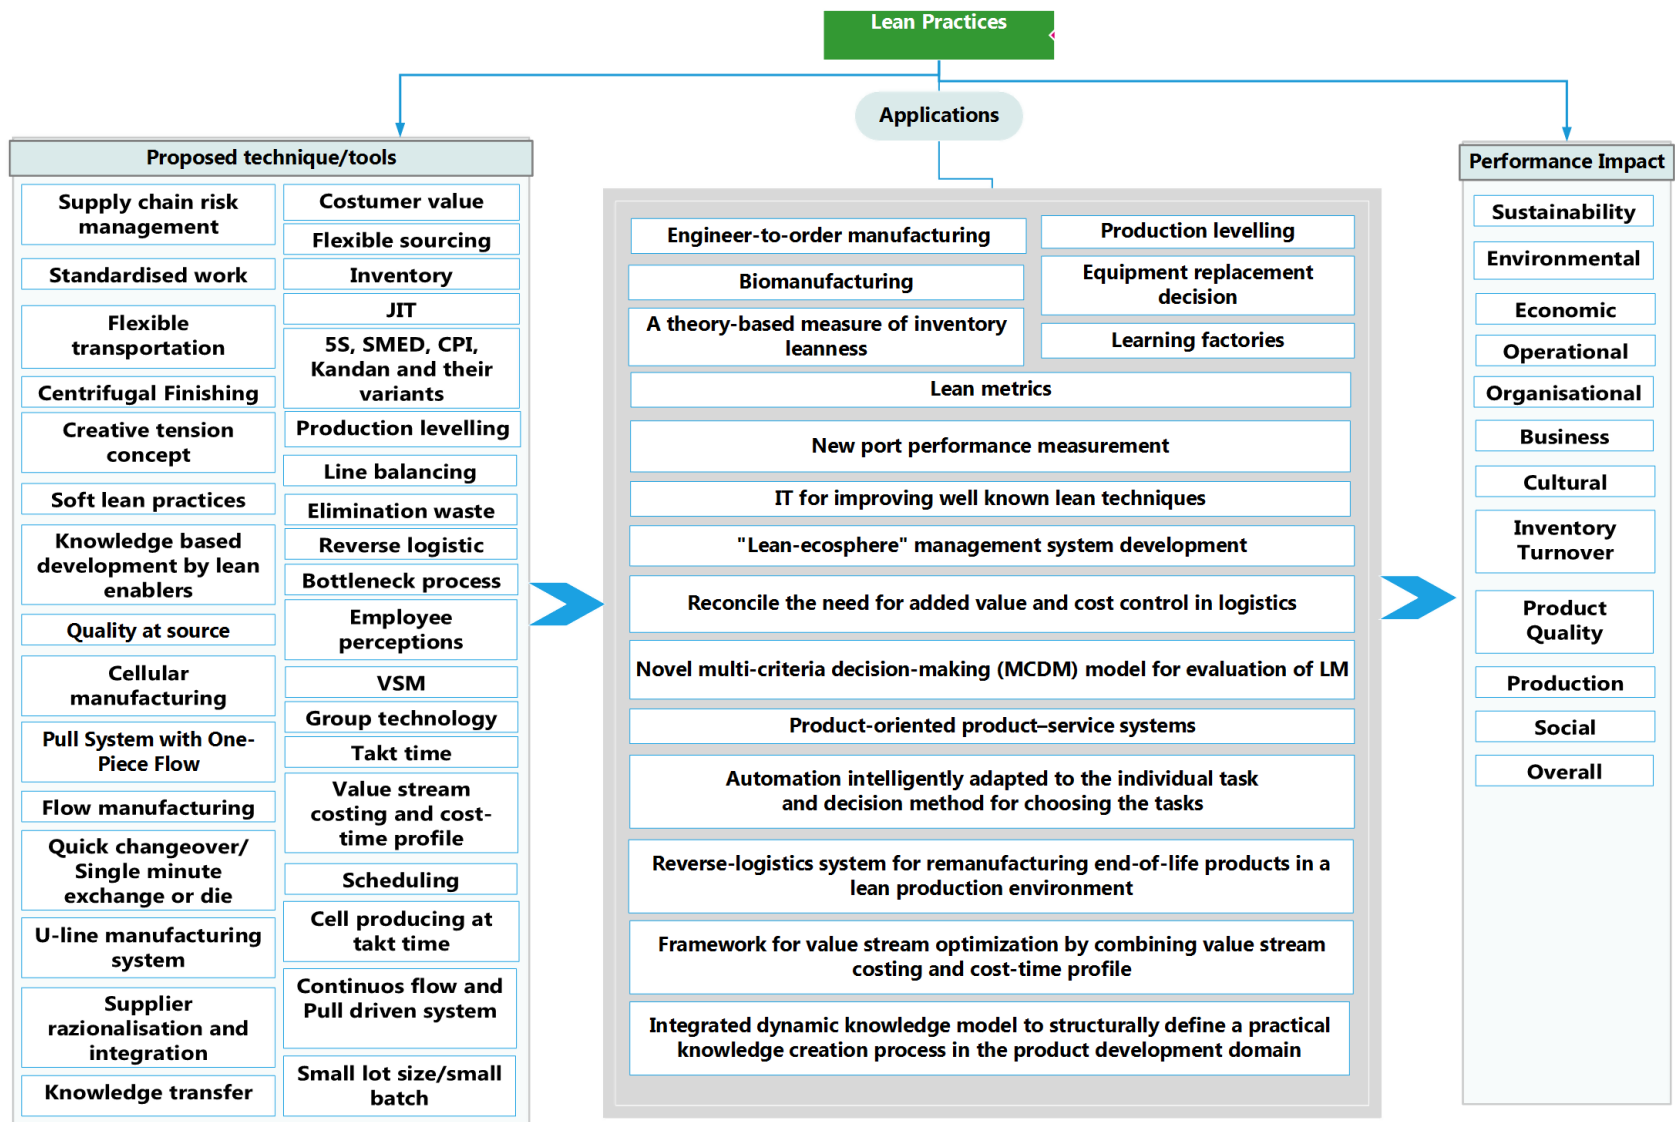 Lean Practices
Applications
Proposed technique/tools
Supply chain risk
management
Standardised work
Flexible
transportation
Centrifugal Finishing
Creative tension
concept
Soft lean practices
Knowledge based
development by lean
enablers
Quality at source
Cellular
manufacturing
Pull System with One-
Piece Flow
Flow manufacturing
Quick changeover/
Single minute
exchange or die
U-line manufacturing
system
Supplier
razionalisation and
integration
Knowledge transfer
Costumer value
Flexible sourcing
Inventory
JIT
5S, SMED, CPI,
Kandan and their
variants
Production levelling
Line balancing
Elimination waste
Reverse logistic
Bottleneck process
Employee
perceptions
VSM
Group technology
Takt time
Value stream
costing and cost-
time profile
Scheduling
Cell producing at
takt time
Continuos flow and
Pull driven system
Small lot size/small
batch
Engineer-to-order manufacturing
Biomanufacturing
A theory-based measure of inventory
leanness
Production levelling
Equipment replacement
decision
Learning factories
Lean metrics
New port performance measurement
IT for improving well known lean techniques
"Lean-ecosphere" management system development
Reconcile the need for added value and cost control in logistics
Novel multi-criteria decision-making (MCDM) model for evaluation of LM
Product-oriented product–service systems
Automation intelligently adapted to the individual task
and decision method for choosing the tasks
Reverse-logistics system for remanufacturing end-of-life products in a
lean production environment
Framework for value stream optimization by combining value stream
costing and cost-time profile
Integrated dynamic knowledge model to structurally define a practical
knowledge creation process in the product development domain
Performance Impact
Sustainability
Environmental
Economic
Operational
Organisational
Business
Cultural
Inventory
Turnover
Product
Quality
Production
Social
Overall